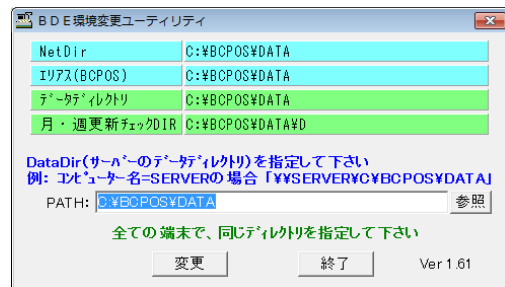 BDE環境変更ユーティリティ
NetDir C:¥BCPOS¥DATA
ｴﾘｱｽ(BCPOS) C:¥BCPOS¥DATA
ﾃﾞｰﾀﾃﾞｨﾚｸﾄﾘ C:¥BCPOS¥DATA
月・週更新ﾁｪｯｸDIR C:¥BCPOS¥DATA¥D
DataDir(ｻｰﾊﾞｰのﾃﾞｰﾀﾃﾞｨﾚｸﾄﾘ)を指定して下さい
例: ｺﾝﾋﾟｭｰﾀｰ名=SERVERの場合「¥¥SERVER¥C¥BCPOS¥DATA」
PATH: C:¥BCPOS¥DATA 参照
全ての端末で、同じﾃﾞｨﾚｸﾄﾘを指定して下さい
変更 終了 Ver 1.61